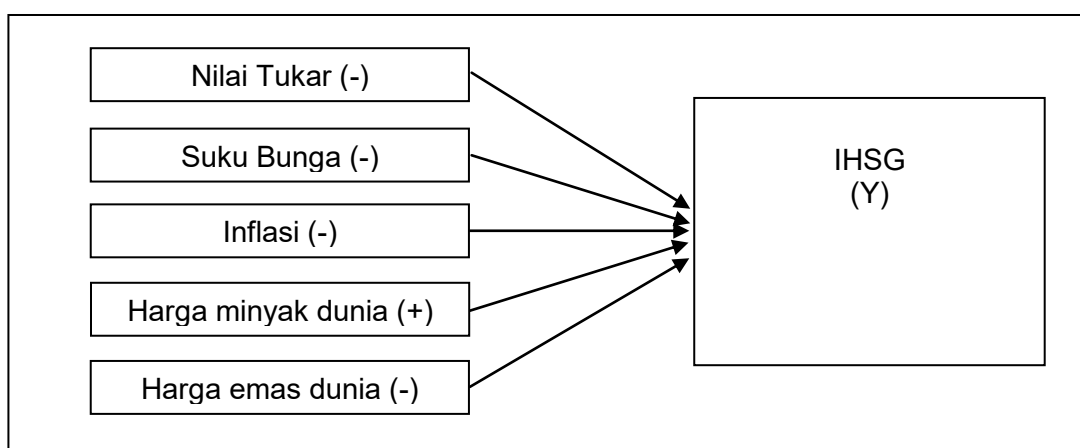 Nilai Tukar (-)
Suku Bunga (-)
Inflasi (-)
Harga minyak dunia (+)
Harga emas dunia (-)
IHSG
(Y)